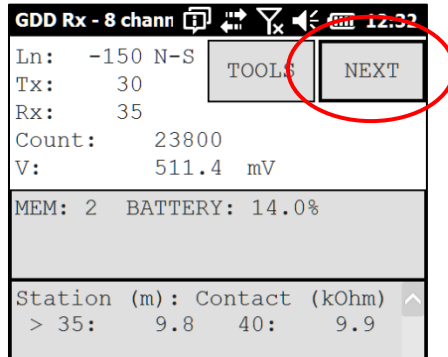 GDD Rx - 8 chann 12:32
Ln: -150 N-S
TOOLS
NEXT
Tx: 30
Rx: 35
Count: 23800
V: 511.4 mV
MEM: 2 BATTERY: 14.0%
Station (m): Contact (kOhm)
> 35: 9.8 40: 9.9